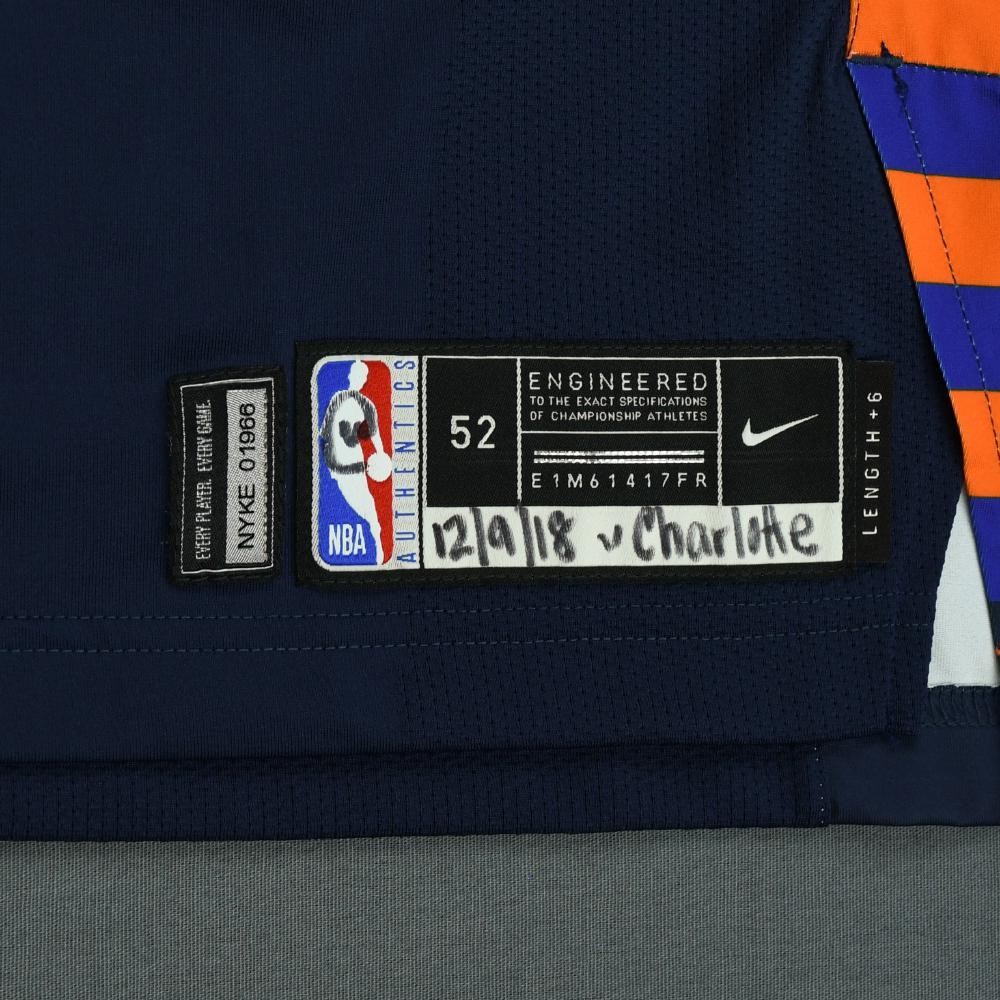 EVERY PLAYER. EVERY GAME.
NYKE 01966
NBA
AUTHENTICS
52
ENGINEERED
TO THE EXACT SPECIFICATIONS
OF CHAMPIONSHIP ATHLETES
E1M61417FR
12/9/18 v Charlotte
LENGTH+6